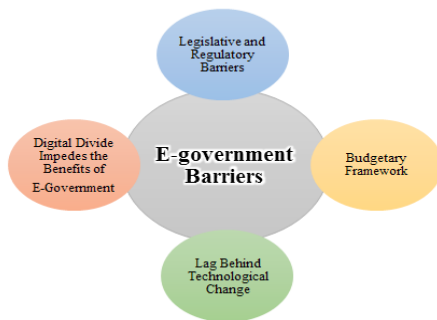 Legislative and
Regulatory
Barriers
Digital Divide
Impedes the
Benefits of
E-Government
E-government
Barriers
Budgetary
Framework
Lag Behind
Technological
Change